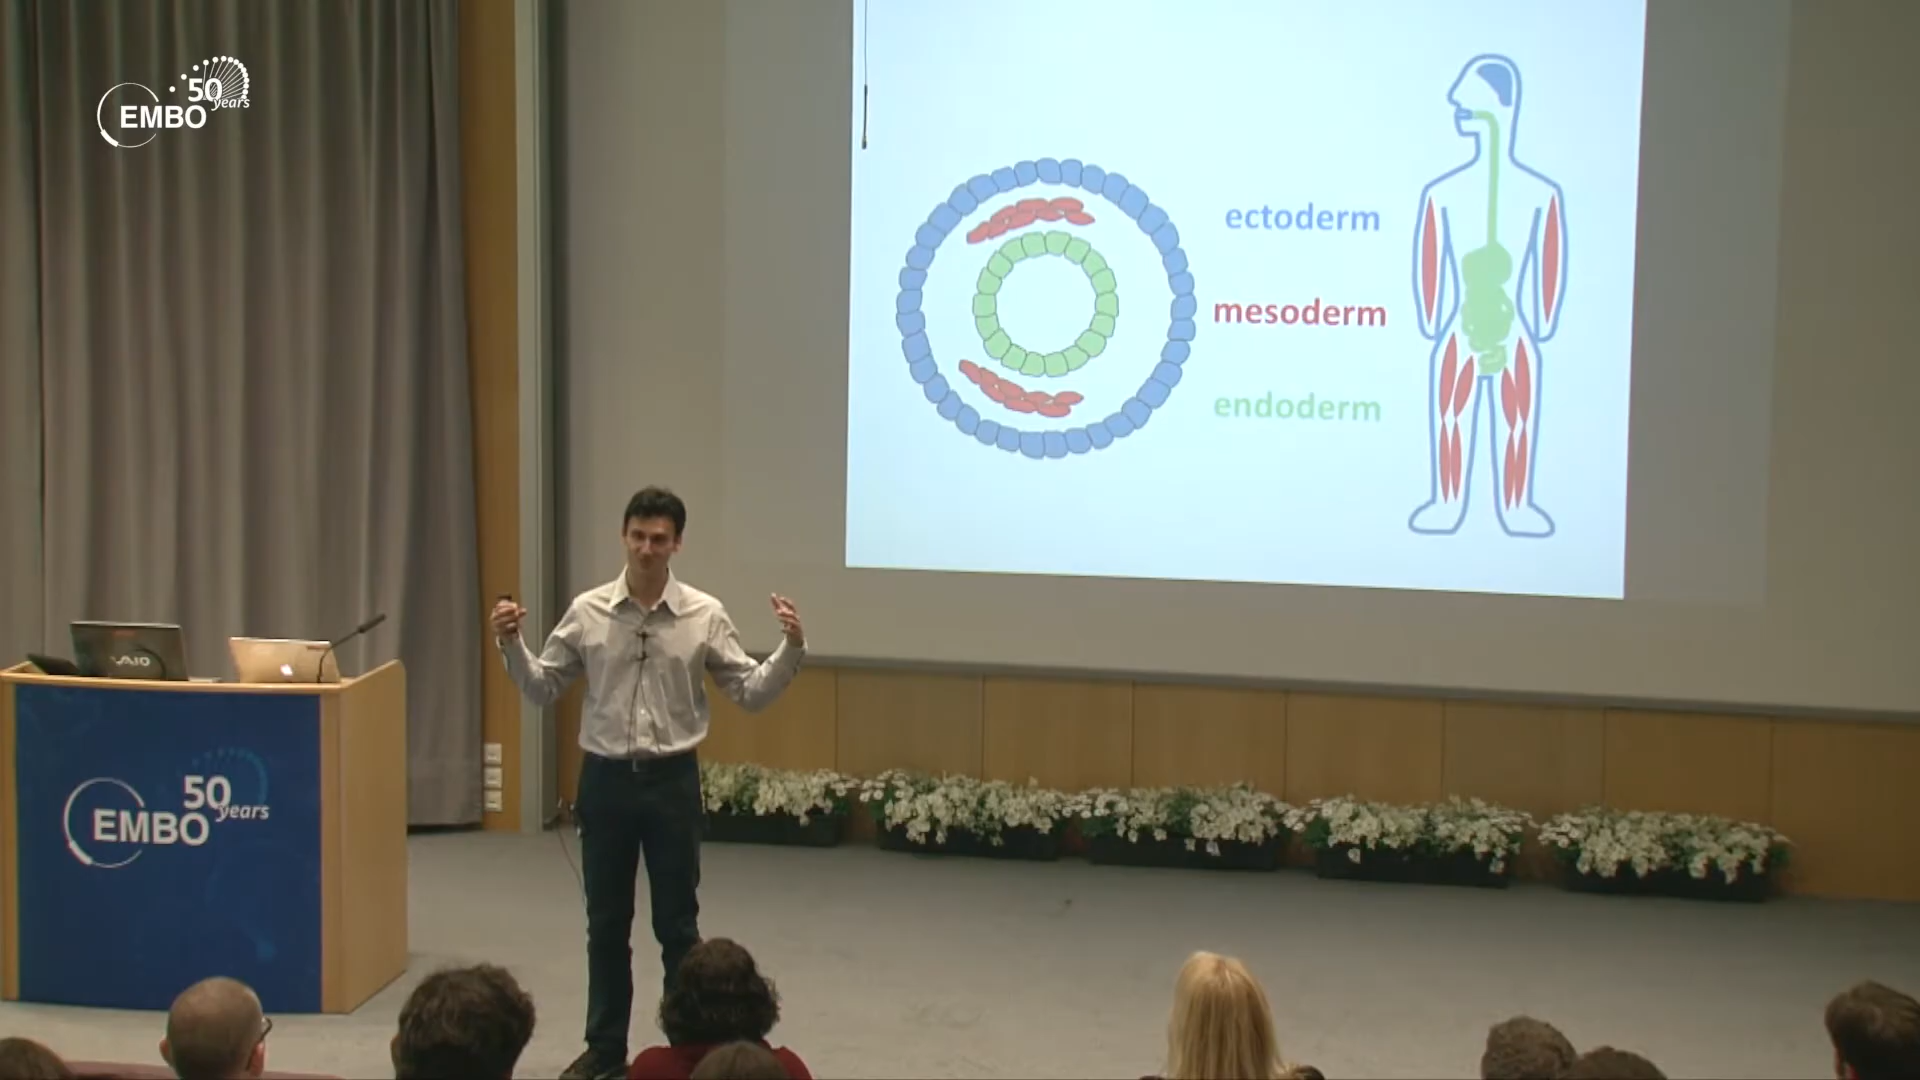 50
years
EMBO
ectoderm
mesoderm
endoderm
VAIO
50
years
EMBO